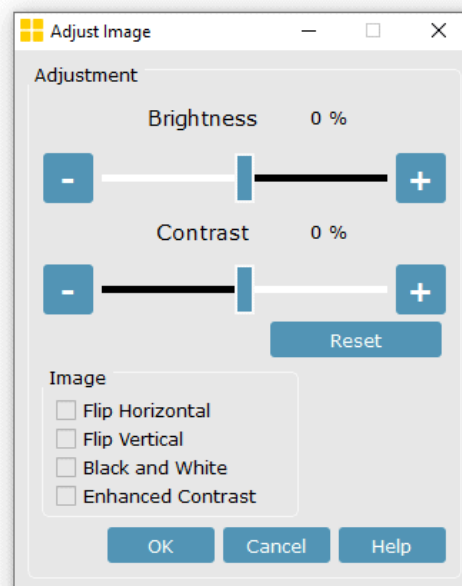 Adjust Image
Adjustment
Brightness 0 %
- +
Contrast 0 %
- +
Reset
Image
Flip Horizontal
Flip Vertical
Black and White
Enhanced Contrast
OK Cancel Help